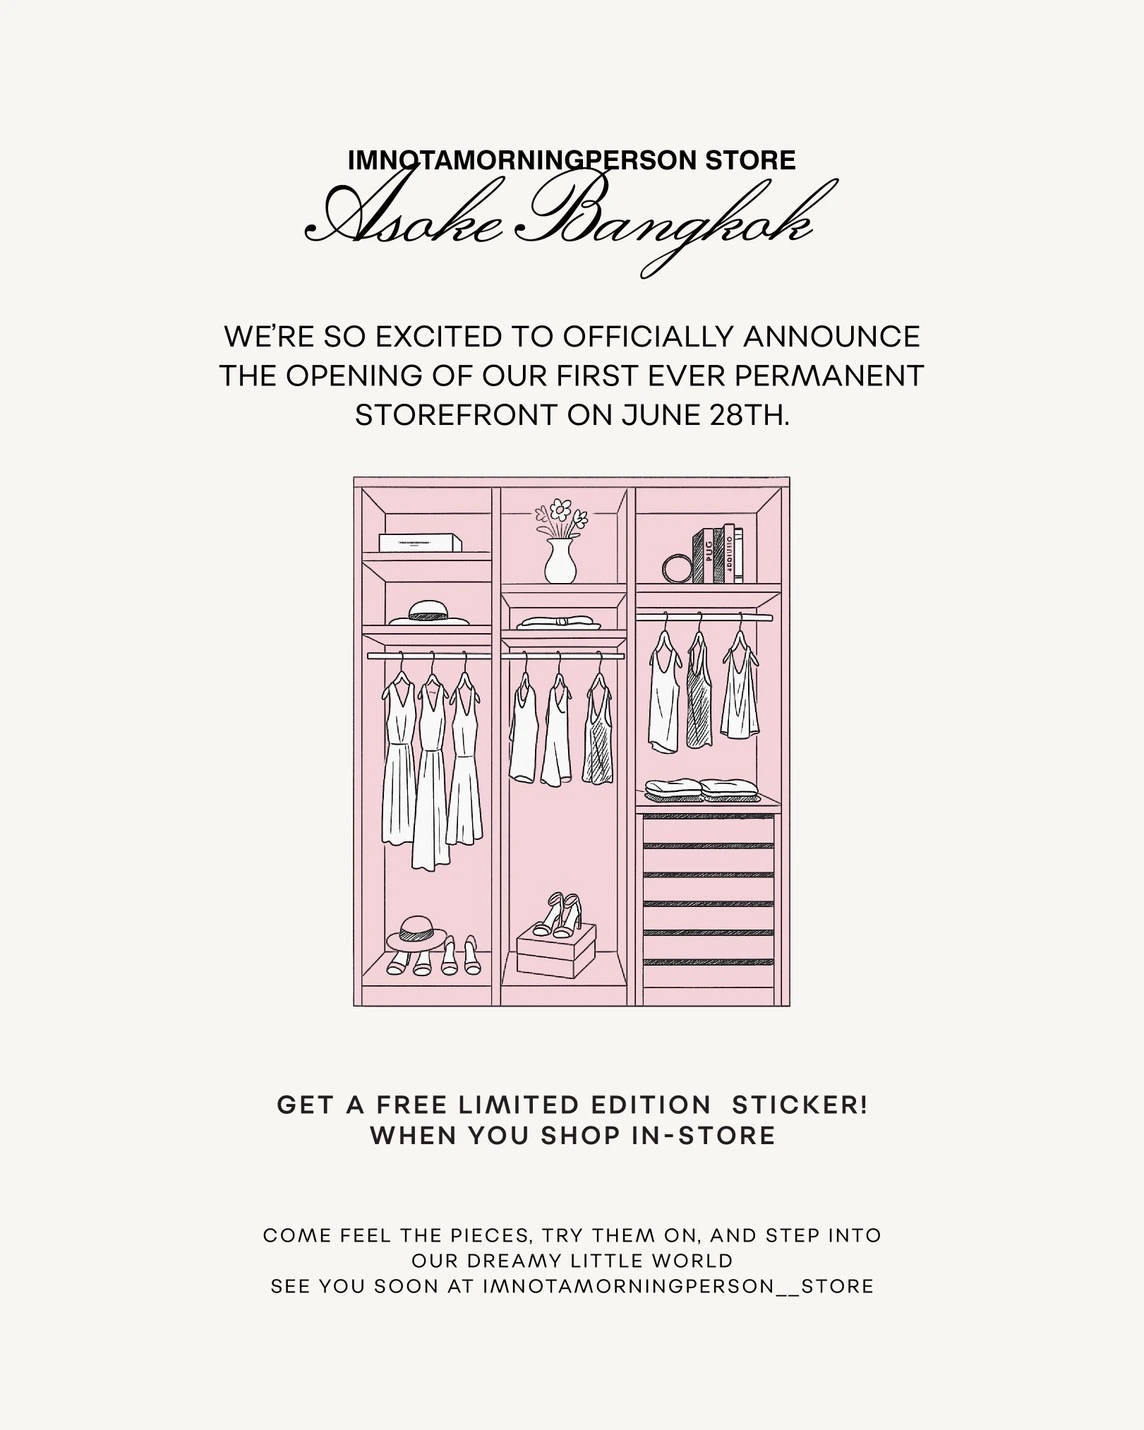 IMNOTAMORNINGPERSON STORE
Asoke Bangkok
WE'RE SO EXCITED TO OFFICIALLY ANNOUNCE
THE OPENING OF OUR FIRST EVER PERMANENT
STOREFRONT ON JUNE 28TH.
PUG
GET A FREE LIMITED EDITION  STICKER!
WHEN YOU SHOP IN-STORE
COME FEEL THE PIECES, TRY THEM ON, AND STEP INTO
OUR DREAMY LITTLE WORLD
SEE YOU SOON AT IMNOTAMORNINGPERSON__STORE